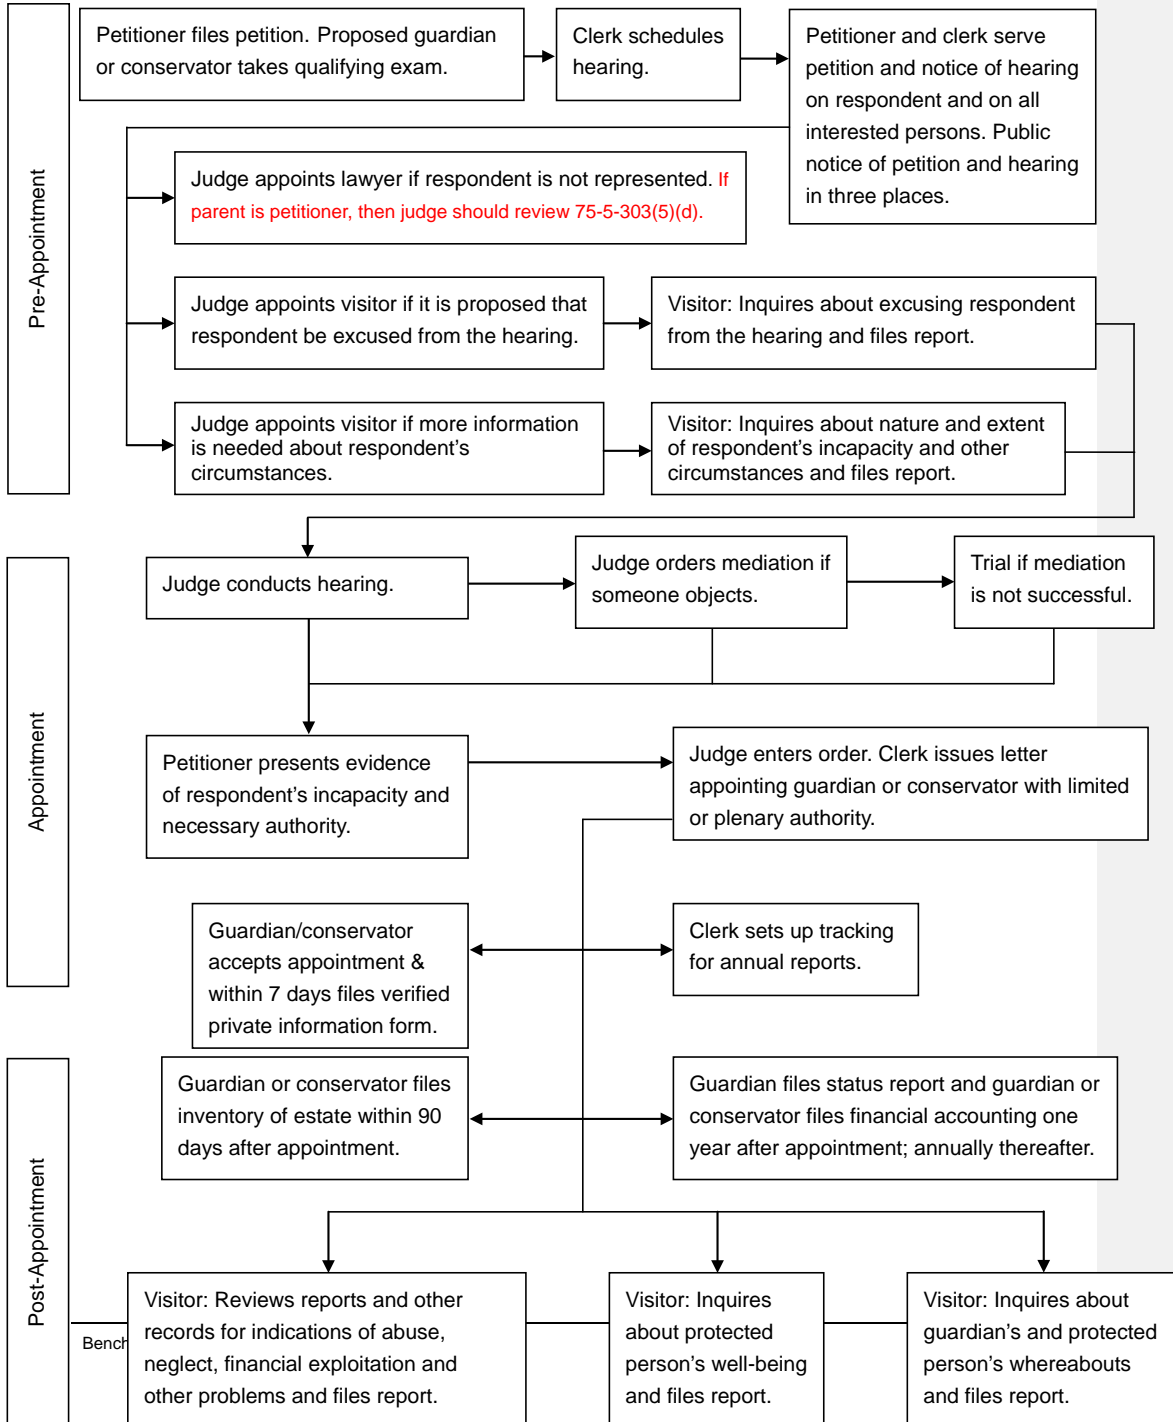 Pre-Appointment
Petitioner files petition. Proposed guardian
or conservator takes qualifying exam.
Clerk schedules
hearing.
Petitioner and clerk serve
petition and notice of hearing
on respondent and on all
interested persons. Public
notice of petition and hearing
in three places.
Judge appoints lawyer if respondent is not represented. If
parent is petitioner, then judge should review 75-5-303(5)(d).
Judge appoints visitor if it is proposed that
respondent be excused from the hearing.
Visitor: Inquires about excusing respondent
from the hearing and files report.
Judge appoints visitor if more information
is needed about respondent’s
circumstances.
Visitor: Inquires about nature and extent
of respondent’s incapacity and other
circumstances and files report.
Appointment
Judge conducts hearing.
Judge orders mediation if
someone objects.
Trial if mediation
is not successful.
Petitioner presents evidence
of respondent’s incapacity and
necessary authority.
Judge enters order. Clerk issues letter
appointing guardian or conservator with limited
or plenary authority.
Guardian/conservator
accepts appointment &
within 7 days files verified
private information form.
Clerk sets up tracking
for annual reports.
Post-Appointment
Guardian or conservator files
inventory of estate within 90
days after appointment.
Guardian files status report and guardian or
conservator files financial accounting one
year after appointment; annually thereafter.
Visitor: Reviews reports and other
records for indications of abuse,
neglect, financial exploitation and
other problems and files report.
Visitor: Inquires
about protected
person’s well-being
and files report.
Visitor: Inquires about
guardian’s and protected
person’s whereabouts
and files report.
Bench